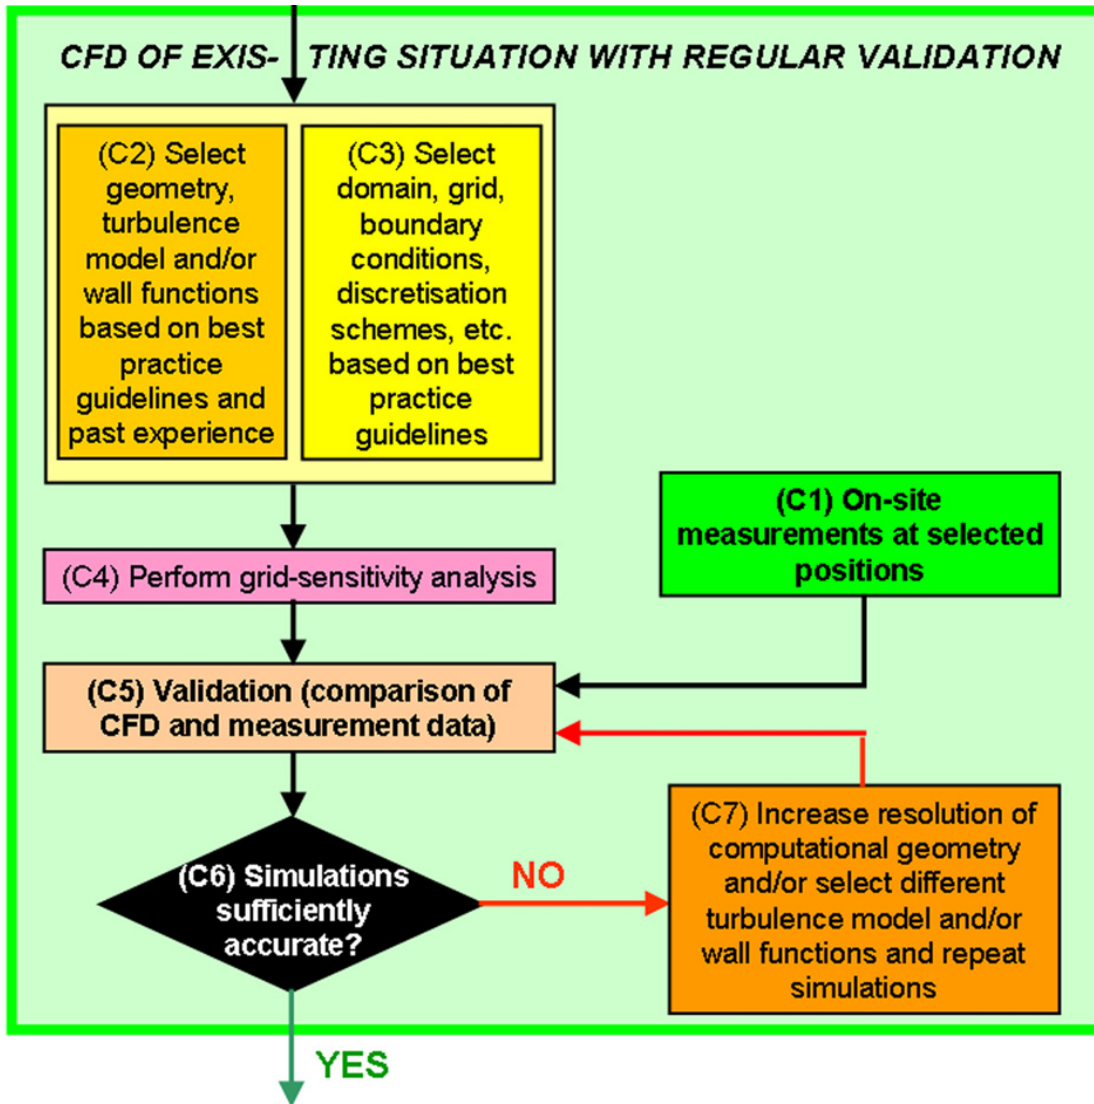 CFD OF EXIS- TING SITUATION WITH REGULAR VALIDATION
(C2) Select
geometry,
turbulence
model and/or
wall functions
based on best
practice
guidelines and
past experience
(C3) Select
domain, grid,
boundary
conditions,
discretisation
schemes, etc.
based on best
practice
guidelines
(C1) On-site
measurements at selected
positions
(C4) Perform grid-sensitivity analysis
(C5) Validation (comparison of
CFD and measurement data)
(C6) Simulations
sufficiently
accurate?
NO
(C7) Increase resolution of
computational geometry
and/or select different
turbulence model and/or
wall functions and repeat
simulations
YES